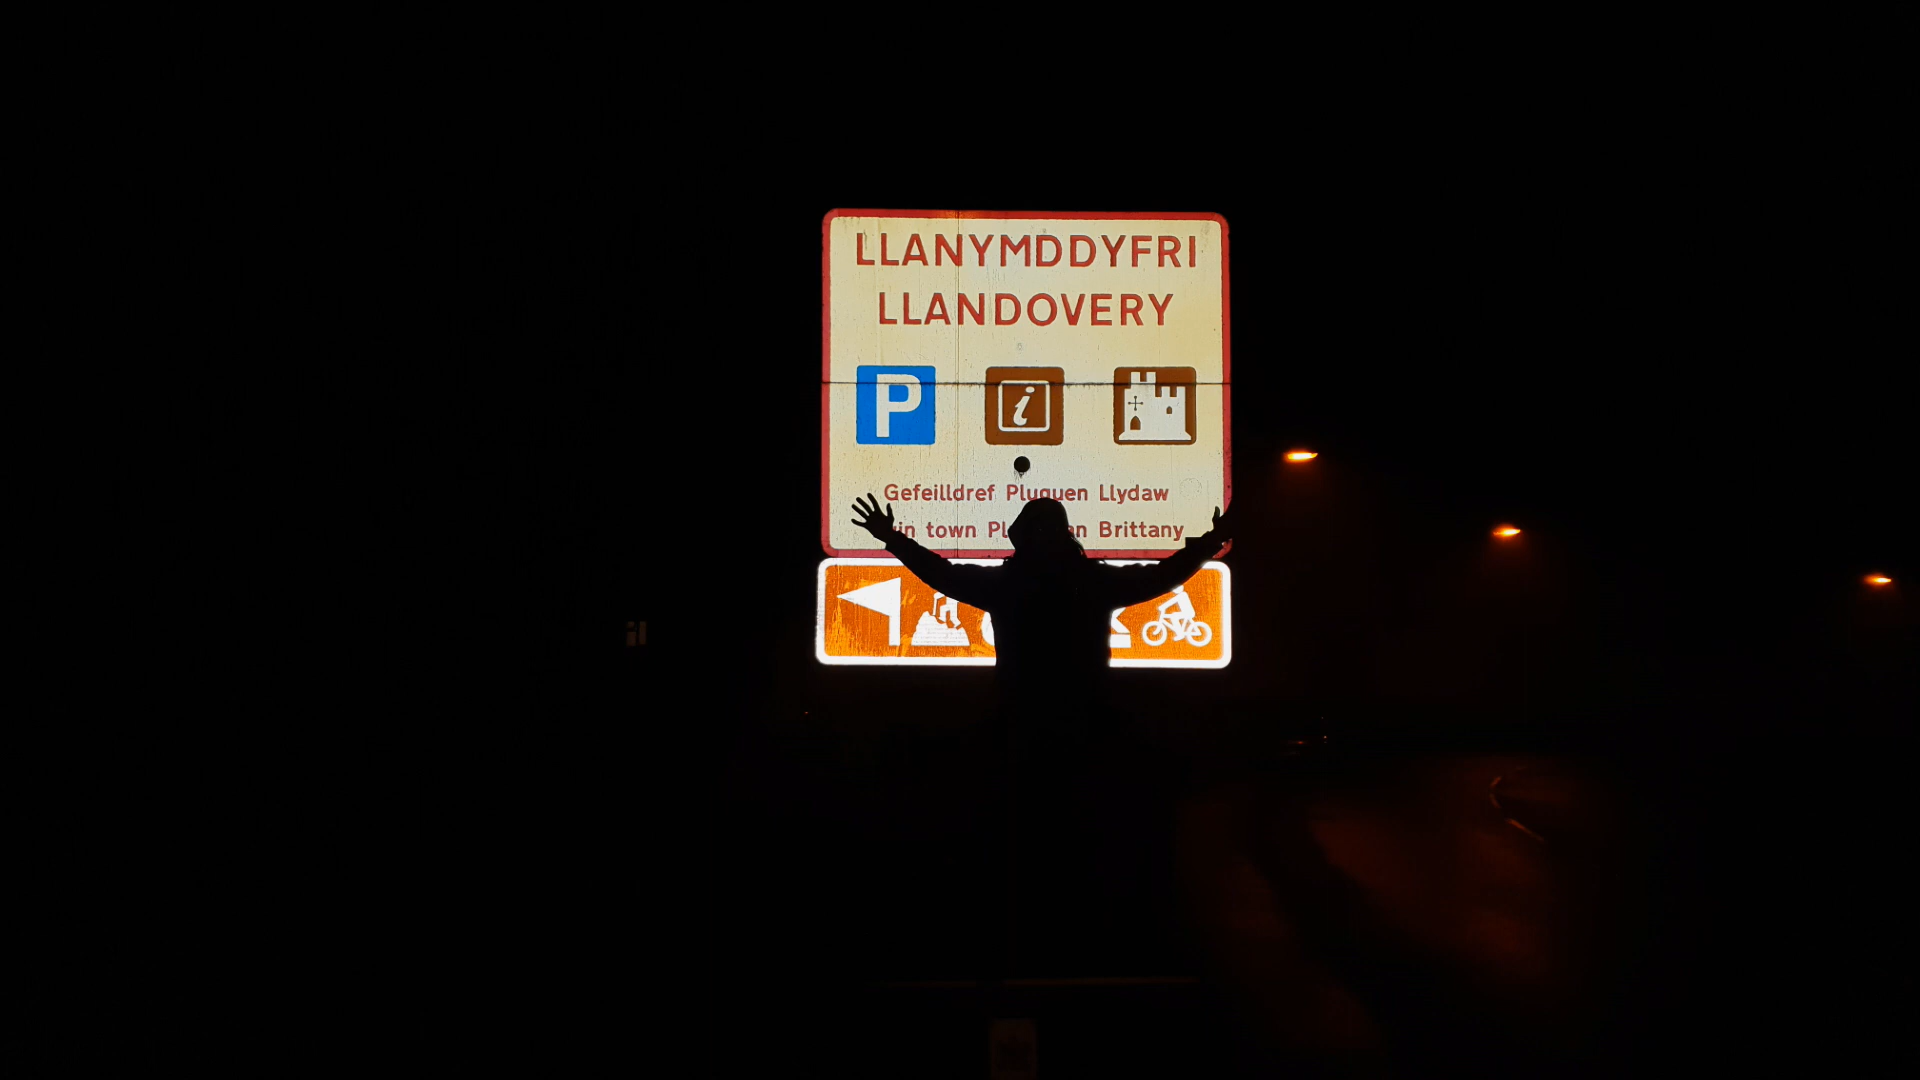 LLANYMDDYFRI
LLANDOVERY
P i
Gefeilldref Pluguen Llydaw
town Brittany